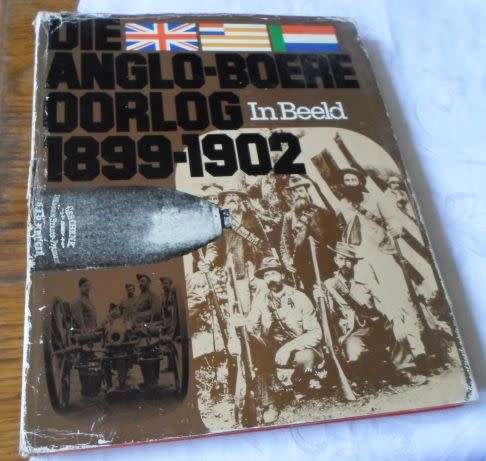 DIE
ANGLO-BOERE
OORLOG In Beeld
1899-1902